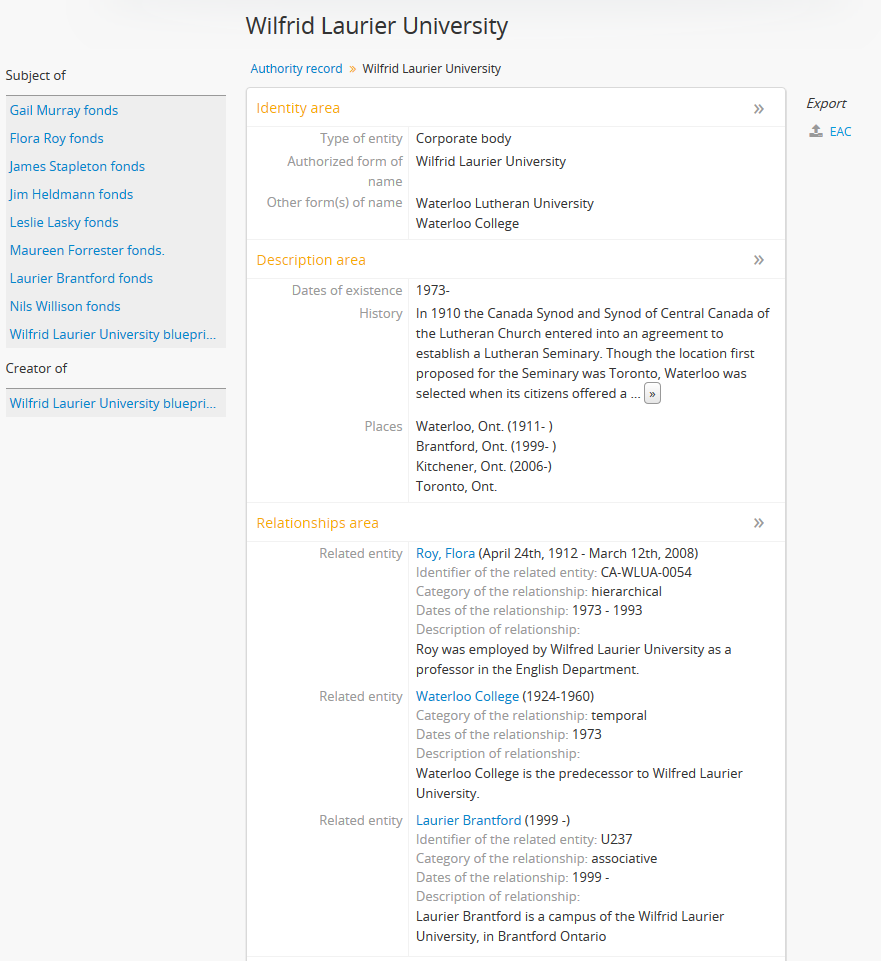 Wilfrid Laurier University
Subject of
Gail Murray fonds
Flora Roy fonds
James Stapleton fonds
Jim Heldmann fonds
Leslie Lasky fonds
Maureen Forrester fonds.
Laurier Brantford fonds
Nils Willison fonds
Wilfrid Laurier University bluepri...
Creator of
Wilfrid Laurier University bluepri...
Authority record » Wilfrid Laurier University
Identity area »
Type of entity Corporate body
Authorized form of name Wilfrid Laurier University
Other form(s) of name Waterloo Lutheran University
Waterloo College
Description area »
Dates of existence 1973-
History In 1910 the Canada Synod and Synod of Central Canada of
the Lutheran Church entered into an agreement to
establish a Lutheran Seminary. Though the location first
proposed for the Seminary was Toronto, Waterloo was
selected when its citizens offered a ... »
Places Waterloo, Ont. (1911- )
Brantford, Ont. (1999- )
Kitchener, Ont. (2006-)
Toronto, Ont.
Relationships area »
Related entity Roy, Flora (April 24th, 1912 - March 12th, 2008)
Identifier of the related entity: CA-WLUA-0054
Category of the relationship: hierarchical
Dates of the relationship: 1973 - 1993
Description of relationship:
Roy was employed by Wilfred Laurier University as a
professor in the English Department.
Related entity Waterloo College (1924-1960)
Category of the relationship: temporal
Dates of the relationship: 1973
Description of relationship:
Waterloo College is the predecessor to Wilfred Laurier
University.
Related entity Laurier Brantford (1999 -)
Identifier of the related entity: U237
Category of the relationship: associative
Dates of the relationship: 1999 -
Description of relationship:
Laurier Brantford is a campus of the Wilfrid Laurier
University, in Brantford Ontario
Export
EAC